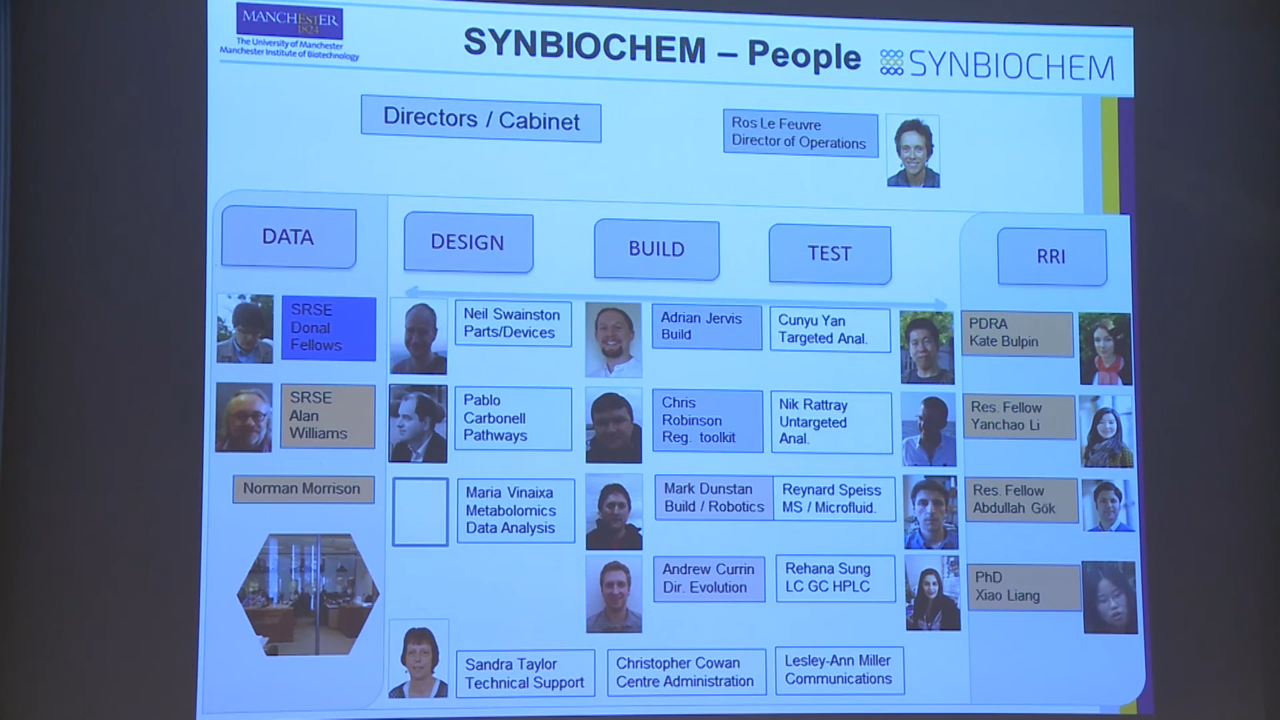 MANCHESTER
1824
The University of Manchester
Manchester Institute of Biotechnology
SYNBIOCHEM – People
SYNBIOCHEM
Directors / Cabinet
Ros Le Feuvre
Director of Operations
DATA
DESIGN
BUILD
TEST
RRI
SRSE
Donal
Fellows
Neil Swainston
Parts/Devices
Adrian Jervis
Build
Cunyu Yan
Targeted Anal.
PDRA
Kate Bulpin
SRSE
Alan
Williams
Pablo
Carbonell
Pathways
Chris
Robinson
Reg. toolkit
Nik Rattray
Untargeted
Anal.
Res. Fellow
Yanchao Li
Norman Morrison
Maria Vinaixa
Metabolomics
Data Analysis
Mark Dunstan
Build / Robotics
Reynard Speiss
MS / Microfluid.
Res. Fellow
Abdullah Gök
Andrew Currin
Dir. Evolution
Rehana Sung
LC GC HPLC
PhD
Xiao Liang
Sandra Taylor
Technical Support
Christopher Cowan
Centre Administration
Lesley-Ann Miller
Communications